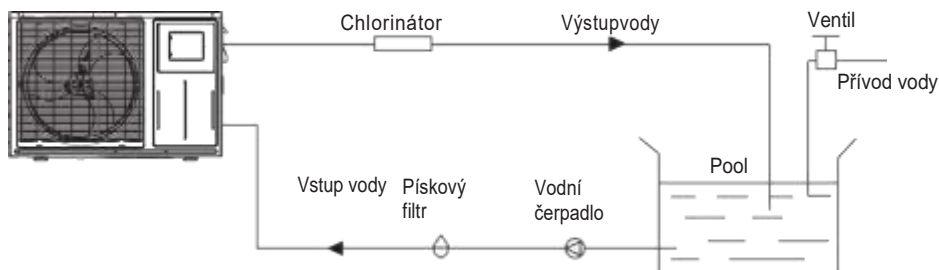 Chlorinátor
Výstupvody
Ventil
Přívod vody
Pool
Vstup vody
Pískový
filtr
Vodní
čerpadlo